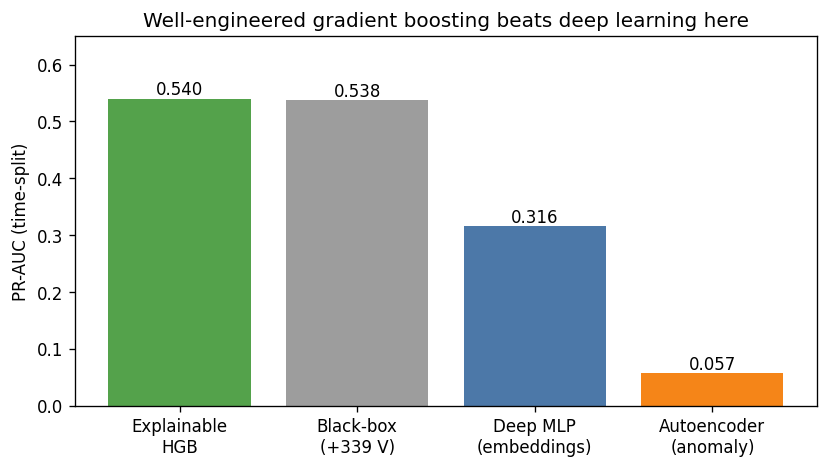 Well-engineered gradient boosting beats deep learning here
PR-AUC (time-split)
0.6
0.5
0.4
0.3
0.2
0.1
0.0
0.540
0.538
0.316
0.057
Explainable
HGB
Black-box
(+339 V)
Deep MLP
(embeddings)
Autoencoder
(anomaly)